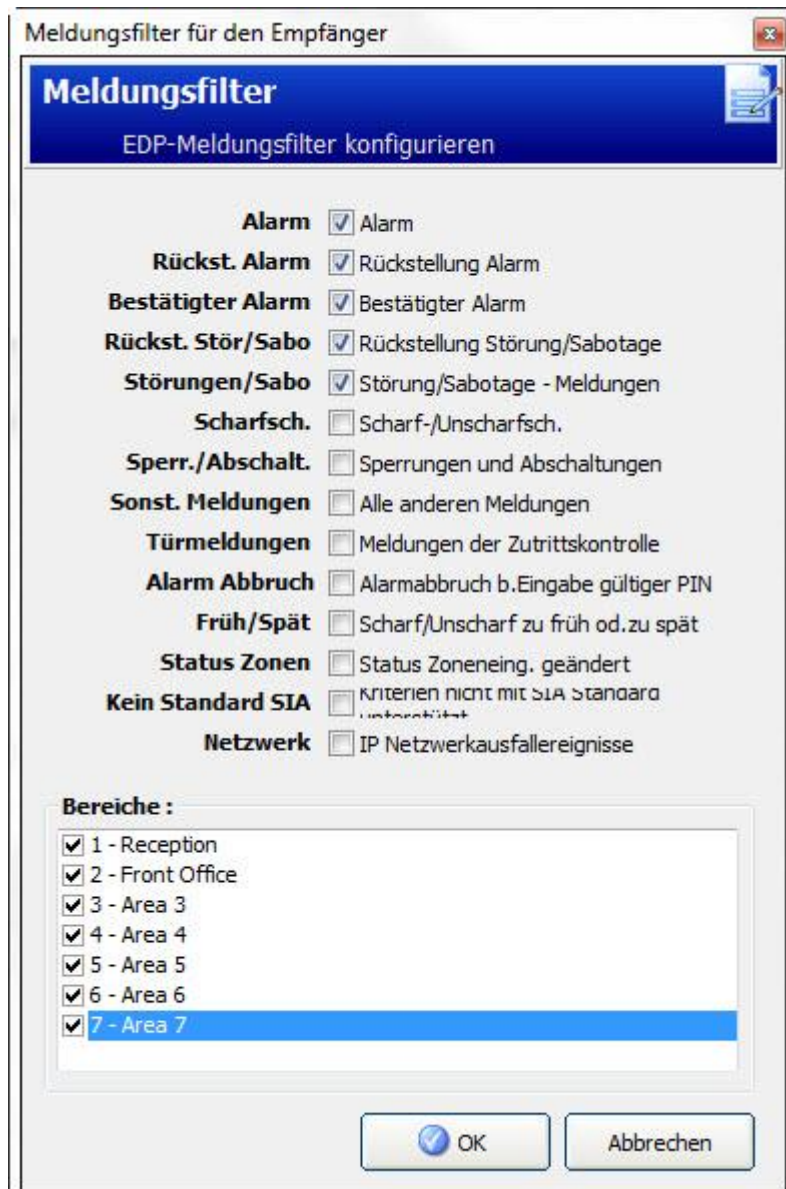 Meldungsfilter für den Empfänger
Meldungsfilter
EDP-Meldungsfilter konfigurieren
Alarm Alarm
Rückst. Alarm Rückstellung Alarm
Bestätigter Alarm Bestätigter Alarm
Rückst. Stör/Sabo Rückstellung Störung/Sabotage
Störungen/Sabo Störung/Sabotage - Meldungen
Scharfsch. Scharf-/Unscharfsch.
Sperr./Abschalt. Sperrungen und Abschaltungen
Sonst. Meldungen Alle anderen Meldungen
Türmeldungen Meldungen der Zutrittskontrolle
Alarm Abbruch Alarmabbruch b.Eingabe gültiger PIN
Früh/Spät Scharf/Unscharf zu früh od.zu spät
Status Zonen Status Zoneneing. geändert
Kein Standard SIA Kriterien nicht mit SIA Standard
unterstützt
Netzwerk IP Netzwerkausfallereignisse
Bereiche :
1 - Reception
2 - Front Office
3 - Area 3
4 - Area 4
5 - Area 5
6 - Area 6
7 - Area 7
OK Abbrechen